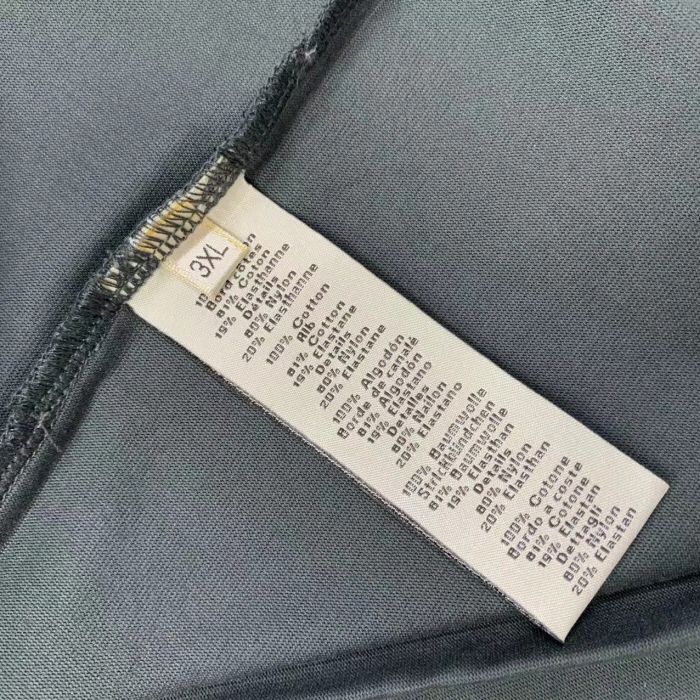 3XL
Bord côtes
81% Cotton
19% Elasthanne
Détails
80% Nylon
20% Elasthanne
100% Cotton
Rib
81% Cotton
19% Elastane
Details
80% Nylon
20% Elastane
100% Algodón
Borde de canalé
81% Algodón
19% Elastano
Detalles
80% Nailon
20% Elastano
100% Baumwolle
Strickbündchen
81% Baumwolle
19% Elasthan
Details
80% Nylon
20% Elasthan
100% Cotone
Bordo a coste
81% Cotone
19% Elastan
Dettagli
80% Nylon
20% Elastan